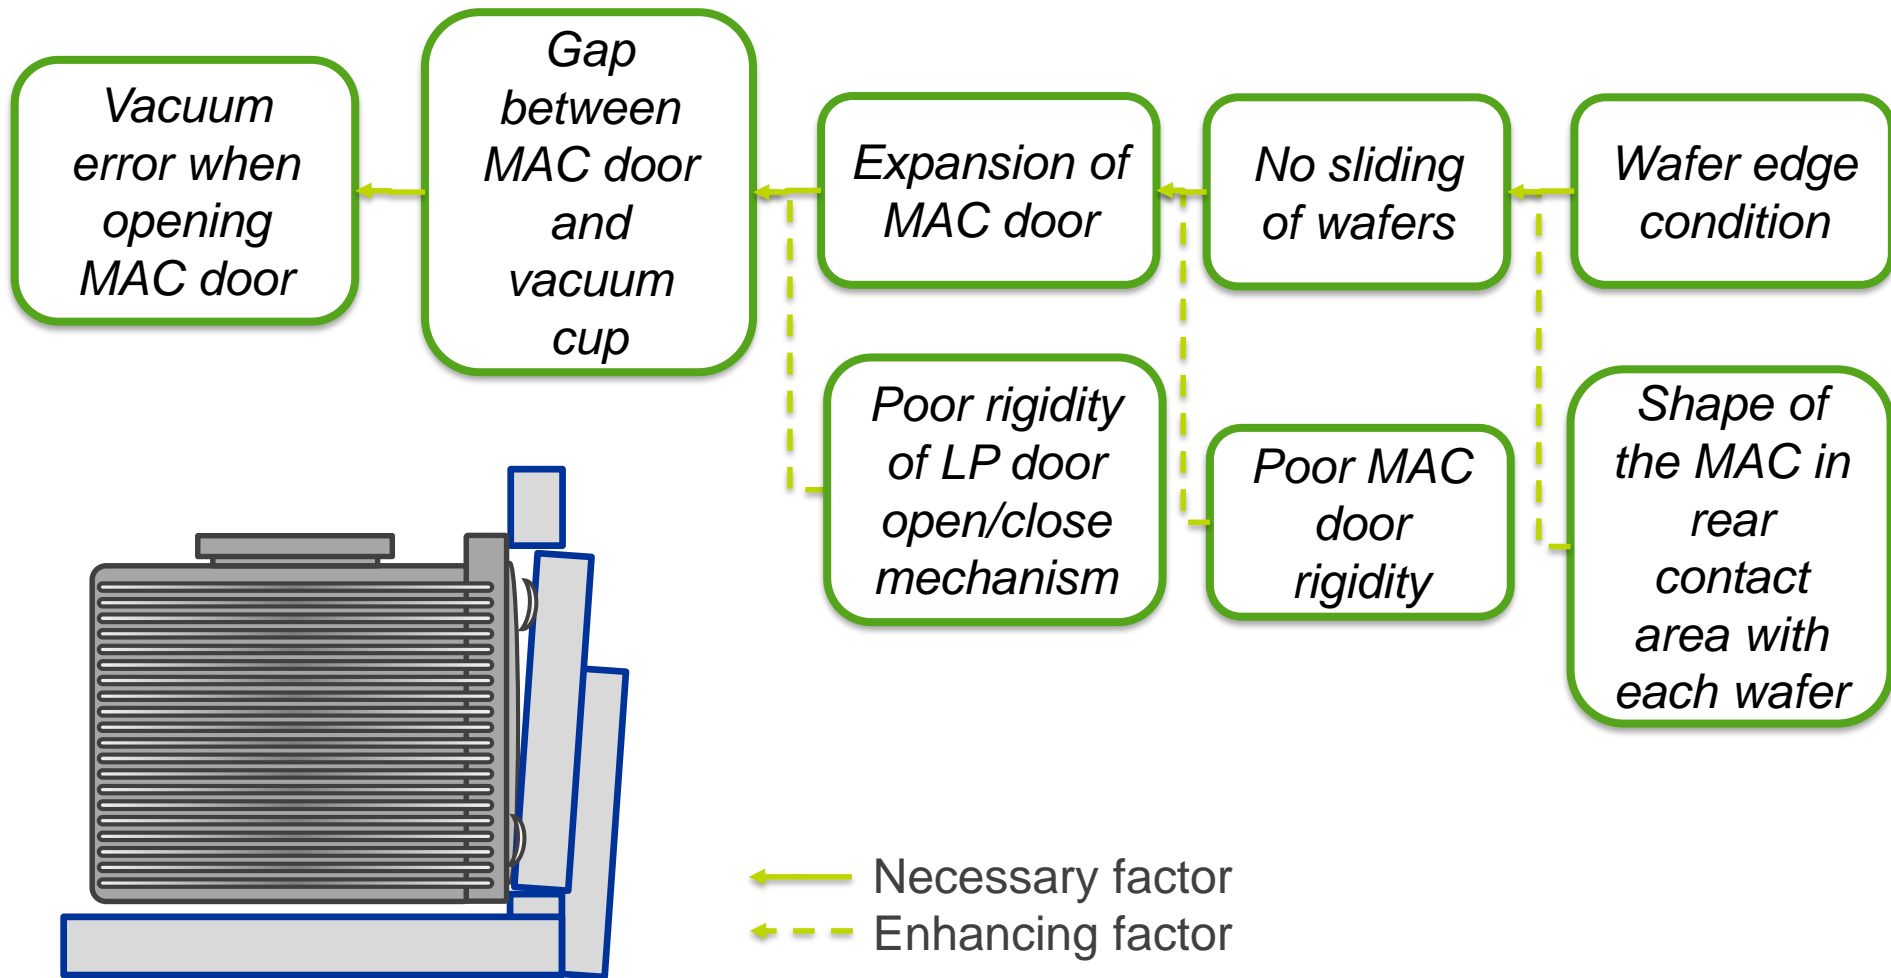 Vacuum
error when
opening
MAC door
Gap
between
MAC door
and
vacuum
cup
Expansion of
MAC door
No sliding
of wafers
Wafer edge
condition
Poor rigidity
of LP door
open/close
mechanism
Poor MAC
door
rigidity
Shape of
the MAC in
rear
contact
area with
each wafer
Necessary factor
Enhancing factor